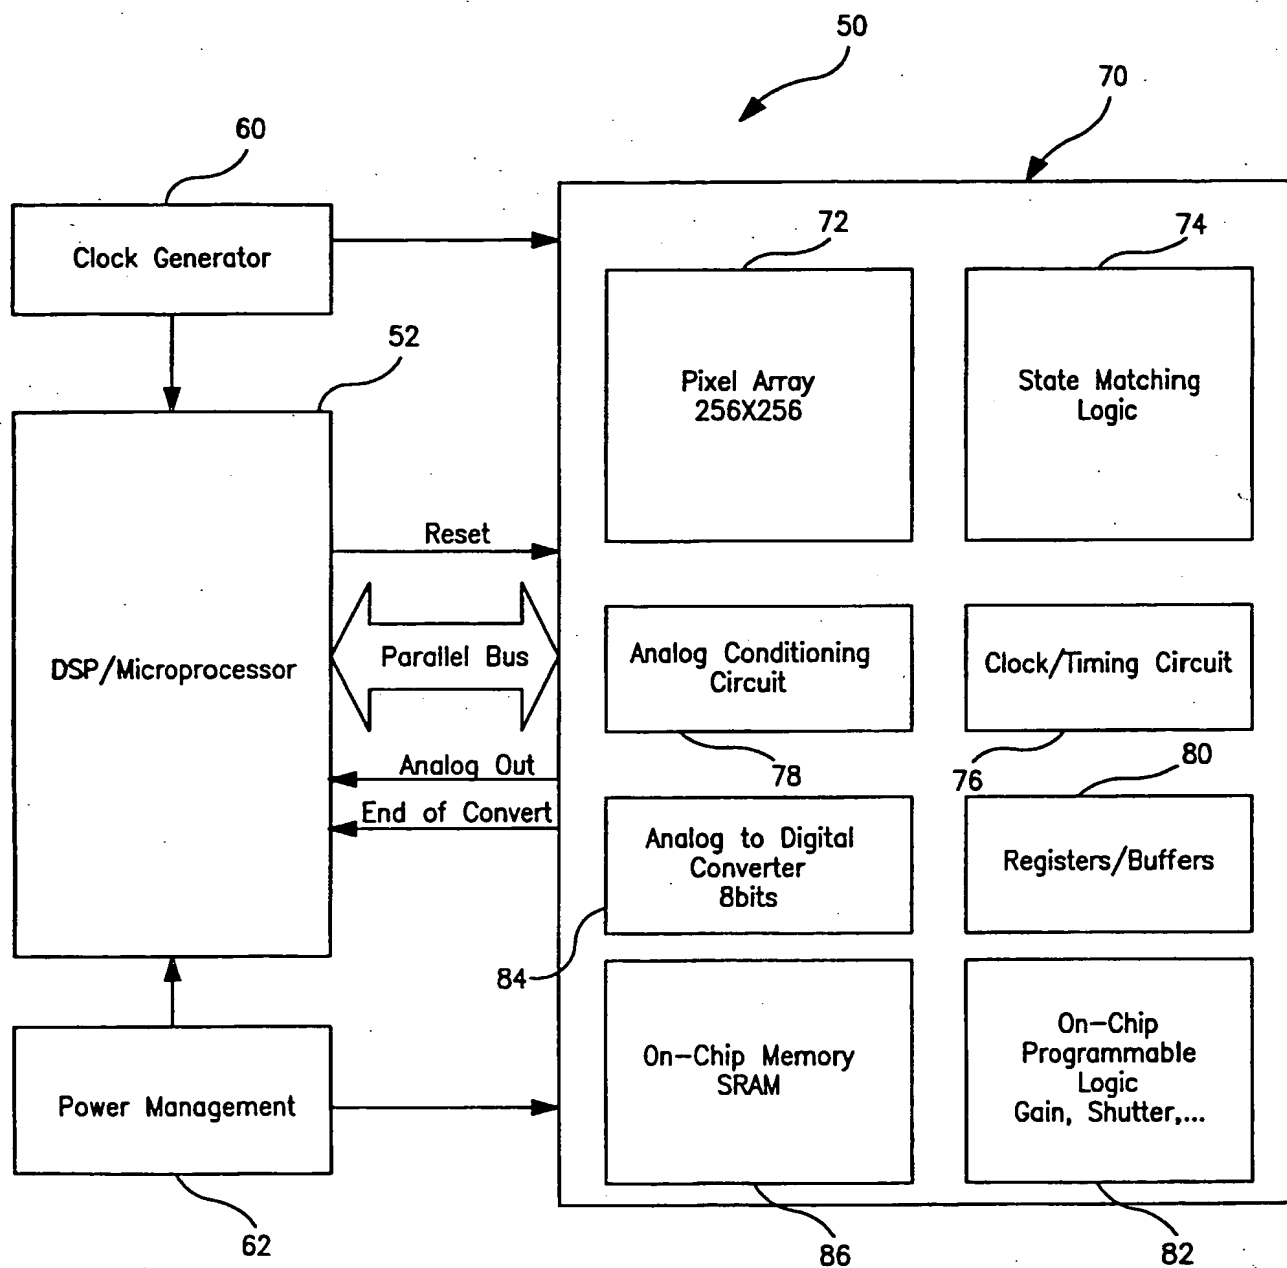 50
70
60
Clock Generator
72
74
52
Pixel Array
256X256
State Matching
Logic
Reset
DSP/Microprocessor
Parallel Bus
Analog Conditioning
Circuit
Clock/Timing Circuit
Analog Out
78
76
80
End of Convert
Analog to Digital
Converter
8bits
Registers/Buffers
84
On-Chip Memory
SRAM
On-Chip
Programmable
Logic
Gain, Shutter,...
Power Management
62
86
82